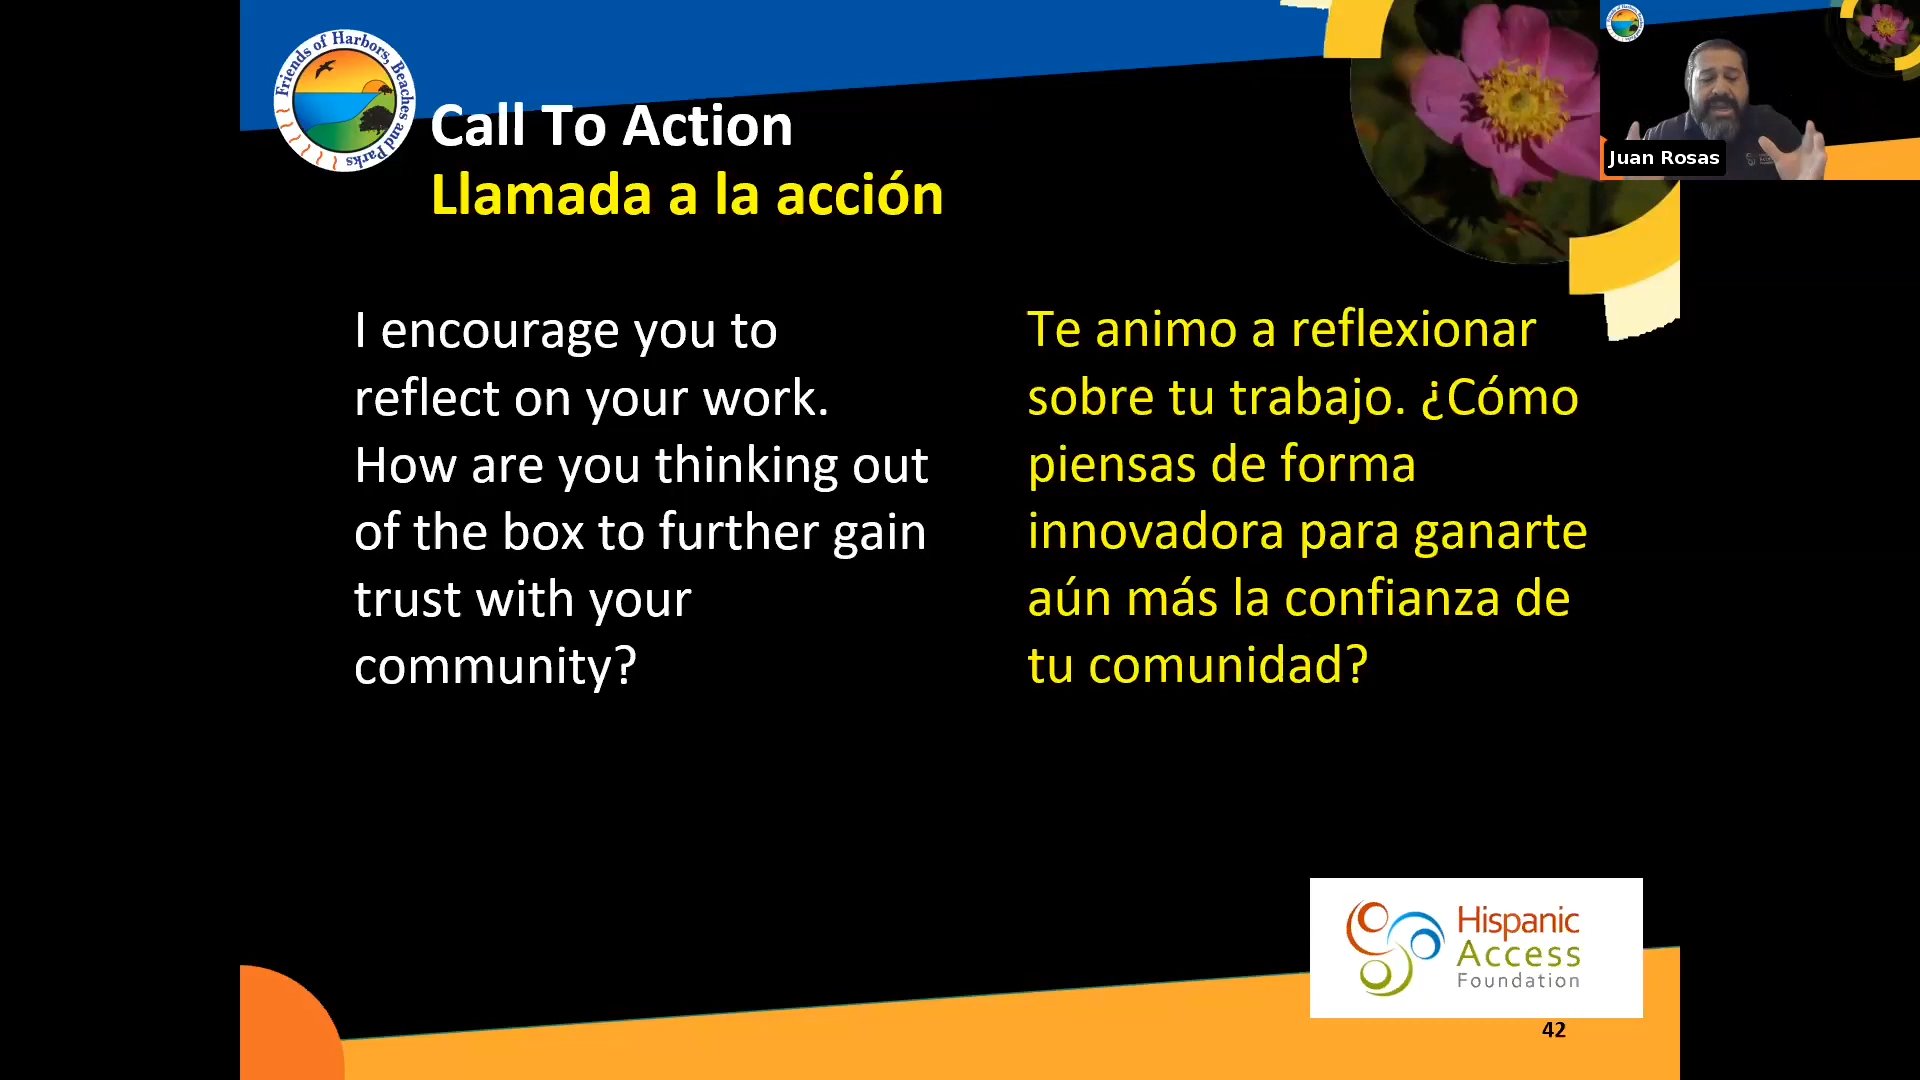 Friends of Harbors, Beaches and Parks
Call To Action
Llamada a la acción
I encourage you to
reflect on your work.
How are you thinking out
of the box to further gain
trust with your
community?
Te animo a reflexionar
sobre tu trabajo. ¿Cómo
piensas de forma
innovadora para ganarte
aún más la confianza de
tu comunidad?
Juan Rosas
Hispanic
Access
Foundation
42